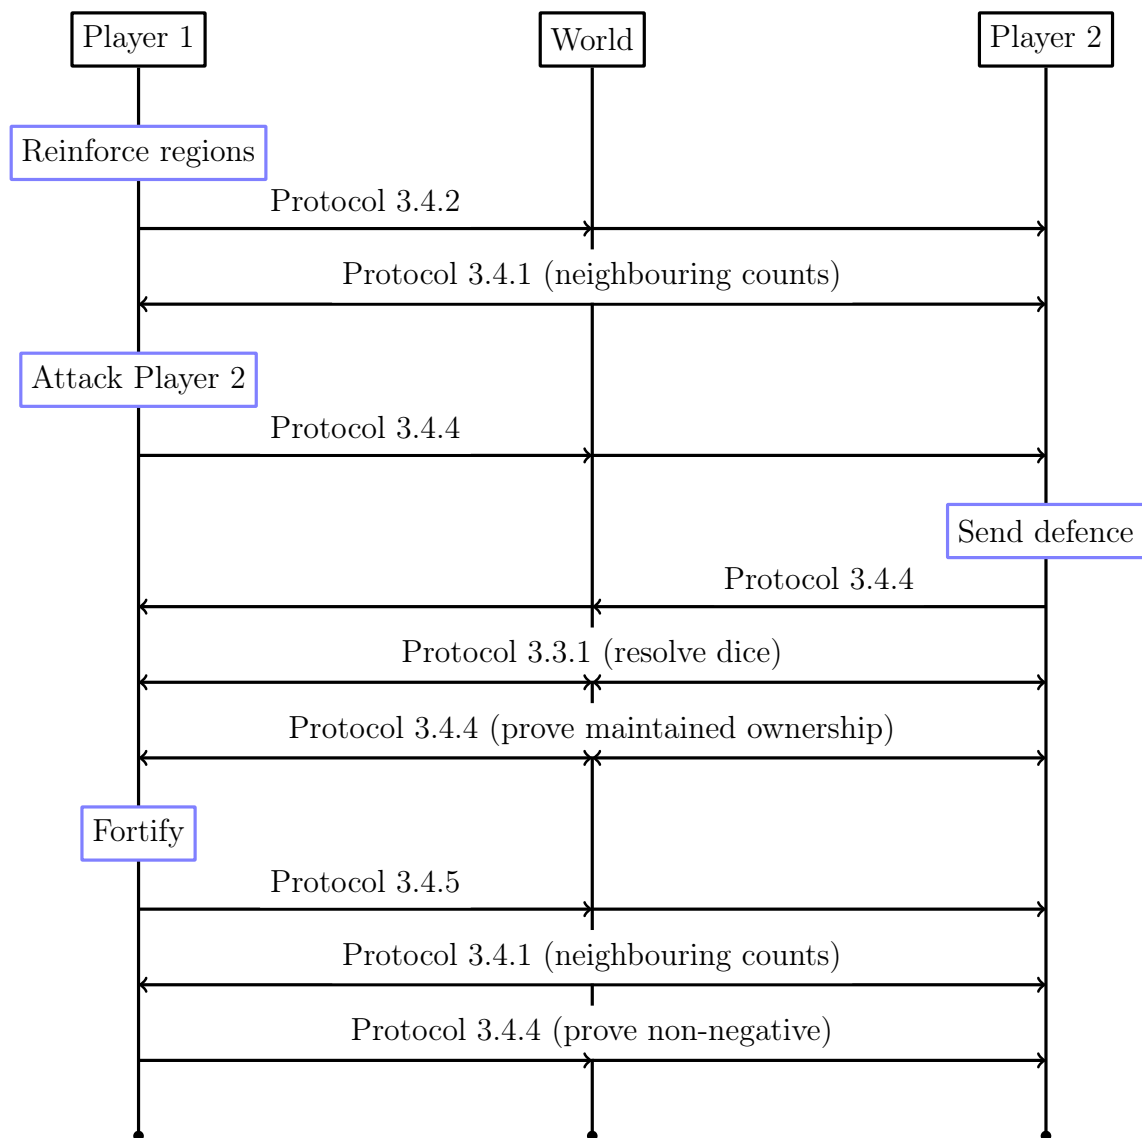 Player 1
World
Player 2
Reinforce regions
Protocol 3.4.2
Protocol 3.4.1 (neighbouring counts)
Attack Player 2
Protocol 3.4.4
Send defence
Protocol 3.4.4
Protocol 3.3.1 (resolve dice)
Protocol 3.4.4 (prove maintained ownership)
Fortify
Protocol 3.4.5
Protocol 3.4.1 (neighbouring counts)
Protocol 3.4.4 (prove non-negative)